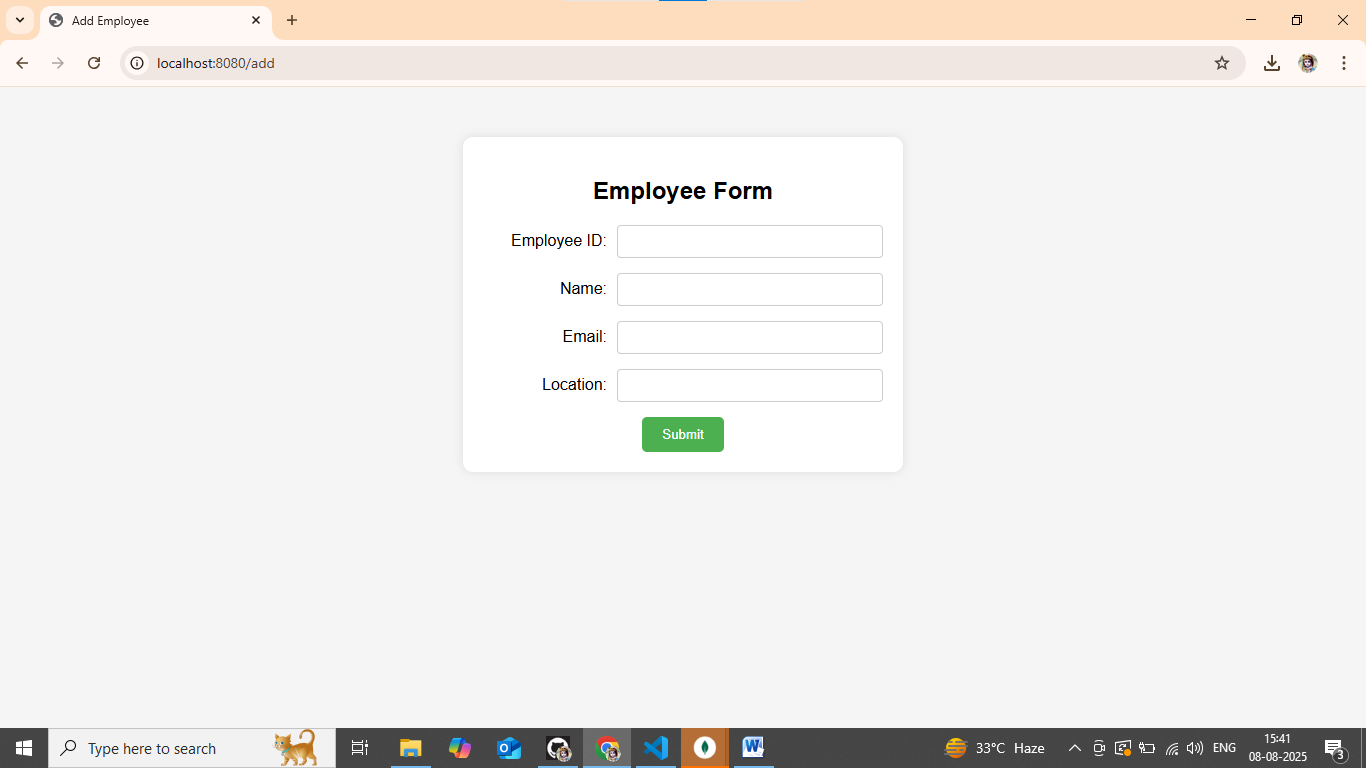 Add Employee
localhost:8080/add
Employee Form
Employee ID:
Name:
Email:
Location:
Submit
Type here to search
33°C Haze
ENG
15:41
08-08-2025
3